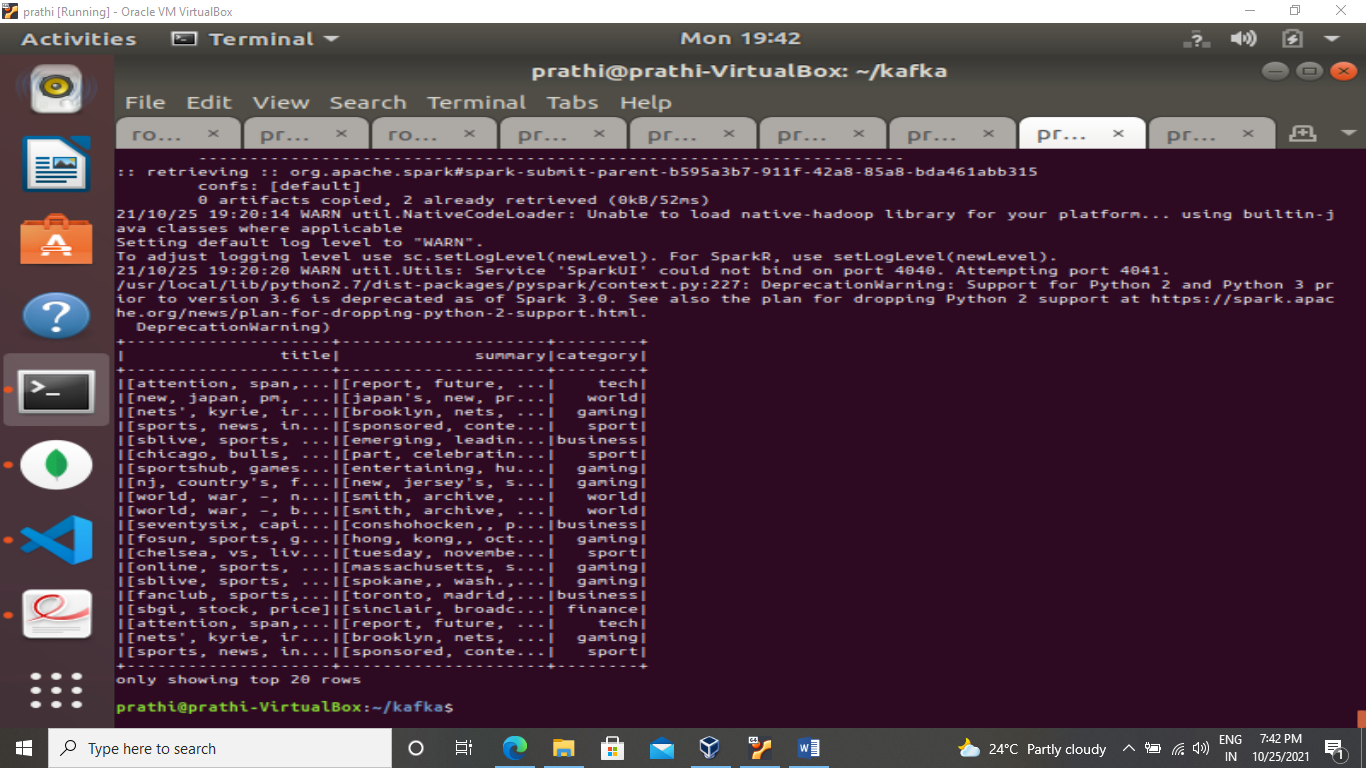 prathi [Running] - Oracle VM VirtualBox
Activities Terminal Mon 19:42
prathi@prathi-VirtualBox: ~/kafka
File Edit View Search Terminal Tabs Help
ro... × pr... × ro... × pr... × pr... × pr... × pr... × pr... × pr... ×
---------------------------------------------------------------------
:: retrieving :: org.apache.spark#spark-submit-parent-b595a3b7-911f-42a8-85a8-bda461abb315
confs: [default]
0 artifacts copied, 2 already retrieved (0kB/52ms)
21/10/25 19:20:14 WARN util.NativeCodeLoader: Unable to load native-hadoop library for your platform... using builtin-j
ava classes where applicable
Setting default log level to "WARN".
To adjust logging level use sc.setLogLevel(newLevel). For SparkR, use setLogLevel(newLevel).
21/10/25 19:20:20 WARN util.Utils: Service 'SparkUI' could not bind on port 4040. Attempting port 4041.
/usr/local/lib/python2.7/dist-packages/pyspark/context.py:227: DeprecationWarning: Support for Python 2 and Python 3 pr
ior to version 3.6 is deprecated as of Spark 3.0. See also the plan for dropping Python 2 support at https://spark.apac
he.org/news/plan-for-dropping-python-2-support.html.
DeprecationWarning)
+--------------------+--------------------+--------+
|               title|             summary|category|
+--------------------+--------------------+--------+
|[attention, span,...|[report, future, ...|    tech|
|[new, japan, pm, ...|[japan's, new, pr...|   world|
|[nets', kyrie, ir...|[brooklyn, nets, ...|  gaming|
|[sports, news, in...|[sponsored, conte...|   sport|
|[sblive, sports, ...|[emerging, leadin...|business|
|[chicago, bulls, ...|[part, celebratin...|   sport|
|[sportshub, games...|[entertaining, hu...|  gaming|
|[nj, country's, f...|[new, jersey's, s...|  gaming|
|[world, war, -, n...|[smith, archive, ...|   world|
|[world, war, -, b...|[smith, archive, ...|   world|
|[seventysix, capi...|[conshohocken,, p...|business|
|[fosun, sports, g...|[hong, kong,, oct...|  gaming|
|[chelsea, vs, liv...|[tuesday, novembe...|   sport|
|[online, sports, ...|[massachusetts, s...|  gaming|
|[sblive, sports, ...|[spokane,, wash.,...|  gaming|
|[fanclub, sports,...|[toronto, madrid,...|business|
|[sbgi, stock, price]|[sinclair, broadc...| finance|
|[attention, span,...|[report, future, ...|    tech|
|[nets', kyrie, ir...|[brooklyn, nets, ...|  gaming|
|[sports, news, in...|[sponsored, conte...|   sport|
+--------------------+--------------------+--------+
only showing top 20 rows
prathi@prathi-VirtualBox:~/kafka$
Type here to search 24°C Partly cloudy ENG 7:42 PM
IN 10/25/2021 1